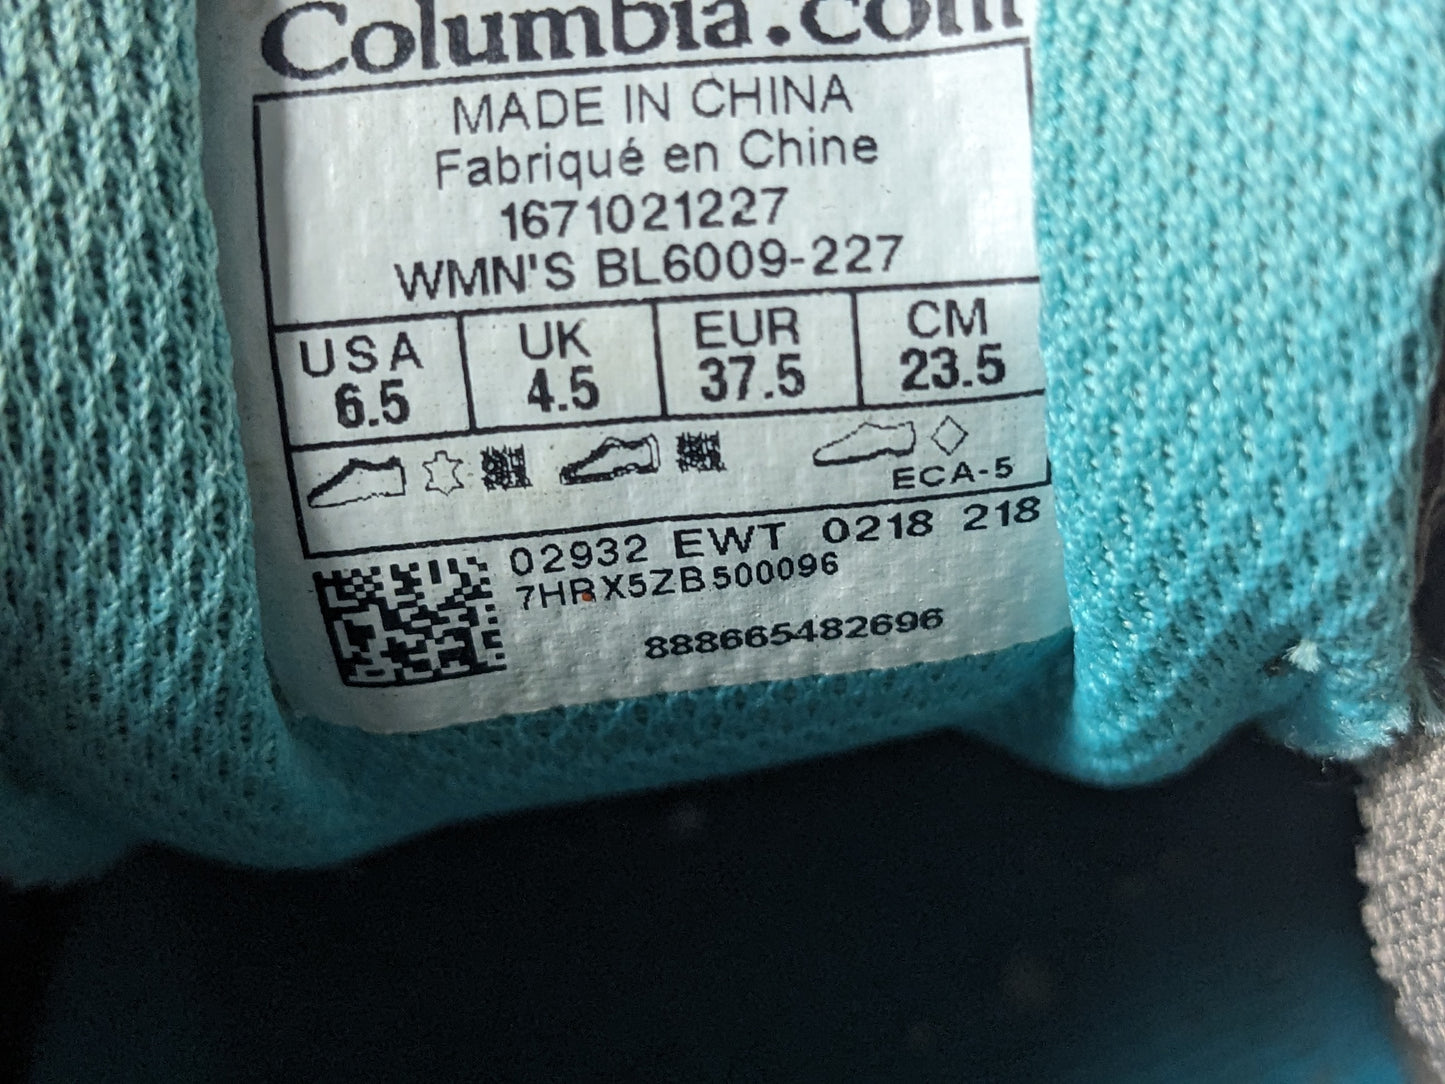 Columbia.com
MADE IN CHINA
Fabriqué en Chine
1671021227
WMN'S BL6009-227
USA UK EUR CM
6.5 4.5 37.5 23.5
ECA-5
02932 EWT 0218 218
7HRX5ZB500096
888665482696